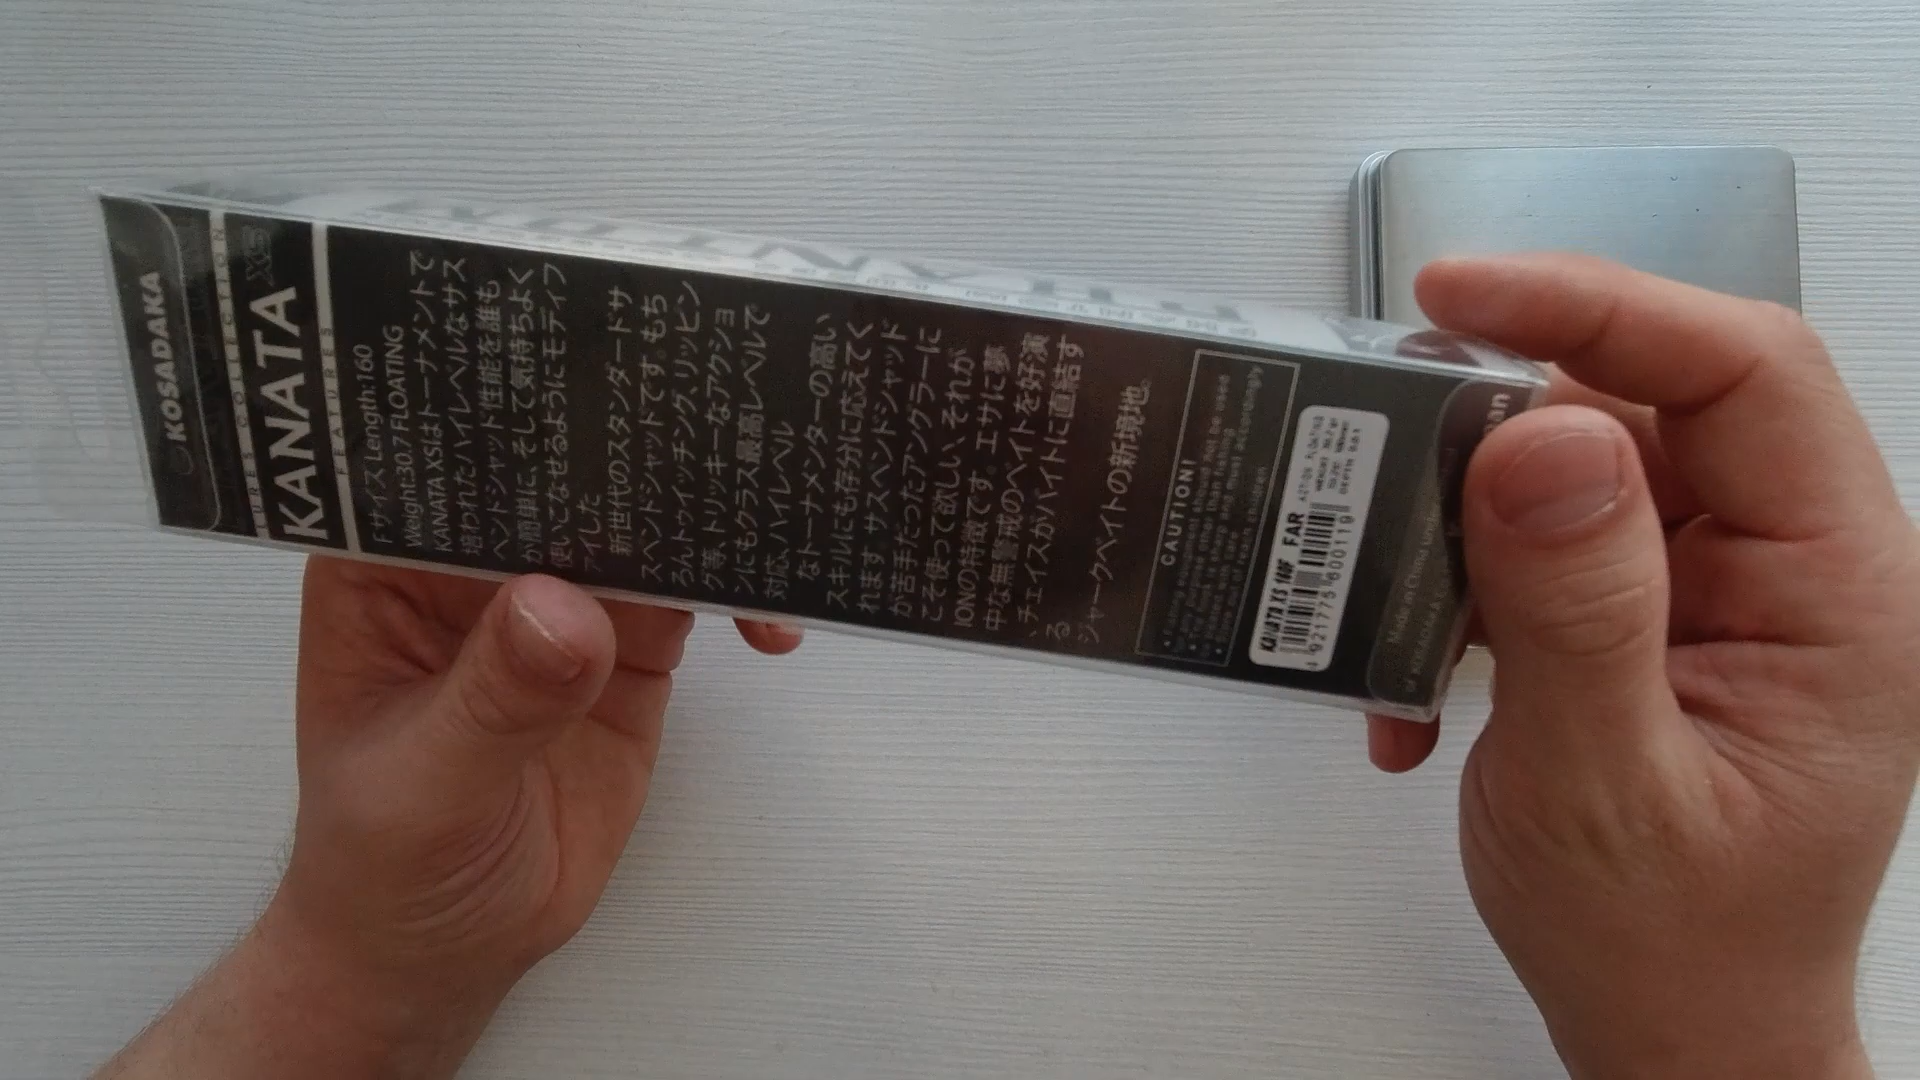 KOSADAKA
LURES COLLECTION
KANATA XS
FEATURES
Fサイズ Length:160
Weight:30.7 FLOATING
KANATA XSはトーナメントで
培われたハイレベルなサス
ペンドシャッド性能を誰も
が簡単に、そして気持ちよく
使いこなせるようにモディフ
ァイした
新世代のスタンダードサ
スペンドシャッドです。もち
ろんトゥイッチング、リッピン
グ等、トリッキーなアクショ
ンにもクラス最高レベルで
対応、ハイレベル
なトーナメンターの高い
スキルにも存分に応えてく
れます サスペンドシャッド
が苦手だったアングラーに
こそ使って欲しい、それが
IONOの特徴です。エサに夢
中な無警戒のベイトを好演
、チェイスがバイトに直結す
る
ジャークベイトの新境地。
CAUTION!
KANATA XS 160F FAR
4921775600119
Made in China